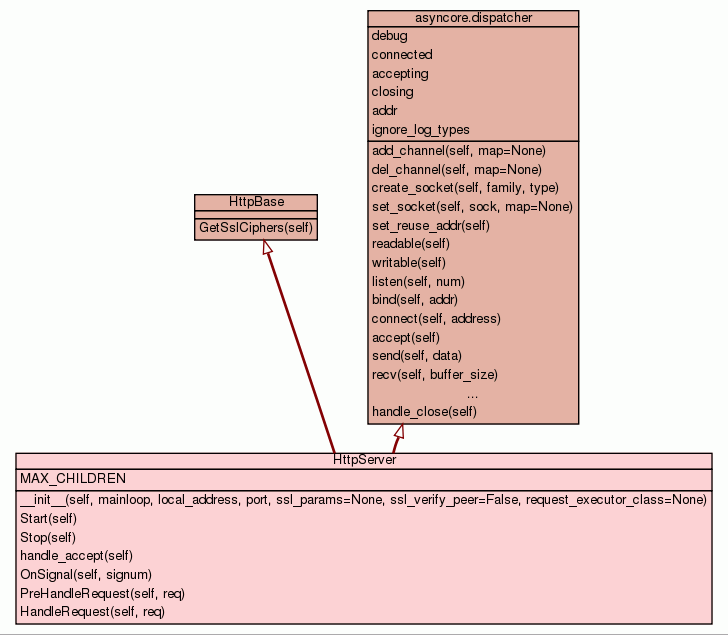 asyncore.dispatcher
debug
connected
accepting
closing
addr
ignore_log_types
add_channel(self, map=None)
del_channel(self, map=None)
create_socket(self, family, type)
set_socket(self, sock, map=None)
set_reuse_addr(self)
readable(self)
writable(self)
listen(self, num)
bind(self, addr)
connect(self, address)
accept(self)
send(self, data)
recv(self, buffer_size)
...
handle_close(self)
HttpBase
GetSslCiphers(self)
HttpServer
MAX_CHILDREN
__init__(self, mainloop, local_address, port, ssl_params=None, ssl_verify_peer=False, request_executor_class=None)
Start(self)
Stop(self)
handle_accept(self)
OnSignal(self, signum)
PreHandleRequest(self, req)
HandleRequest(self, req)